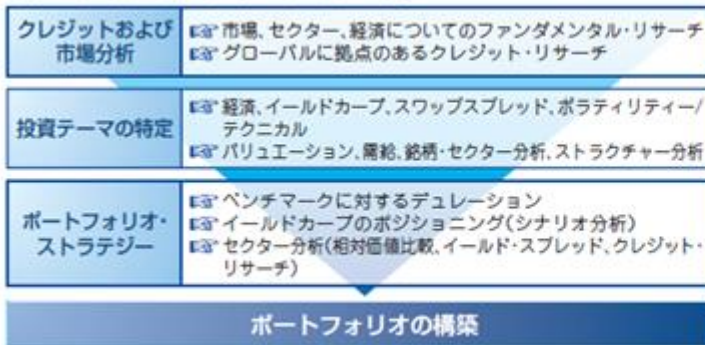 クレジットおよび
市場分析
☞市場、セクター、経済についてのファンダメンタル・リサーチ
☞グローバルに拠点のあるクレジット・リサーチ
投資テーマの特定
☞経済、イールドカーブ、スワップスプレッド、ボラティリティー/
テクニカル
☞バリュエーション、需給、銘柄・セクター分析、ストラクチャー分析
ポートフォリオ・
ストラテジー
☞ベンチマークに対するデュレーション
☞イールドカーブのポジショニング(シナリオ分析)
☞セクター分析(相対価値比較、イールド・スプレッド、クレジット・
リサーチ)
ポートフォリオの構築